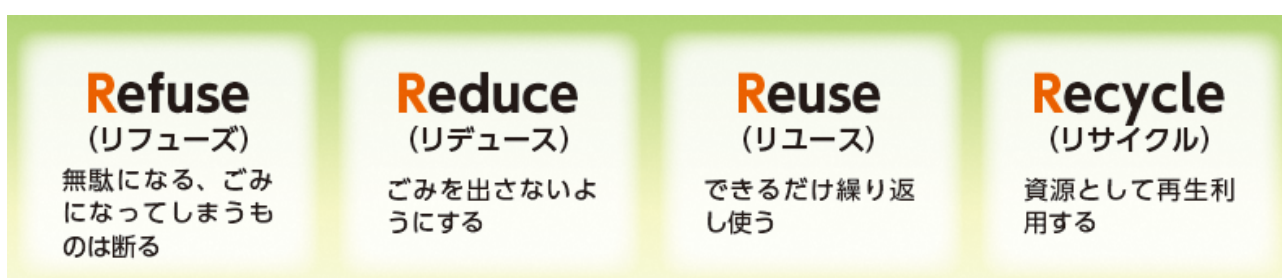 Refuse
（リフューズ）
無駄になる、ごみ
になってしまうも
のは断る
Reduce
（リデュース）
ごみを出さないよ
うにする
Reuse
（リユース）
できるだけ繰り返
し使う
Recycle
（リサイクル）
資源として再生利
用する